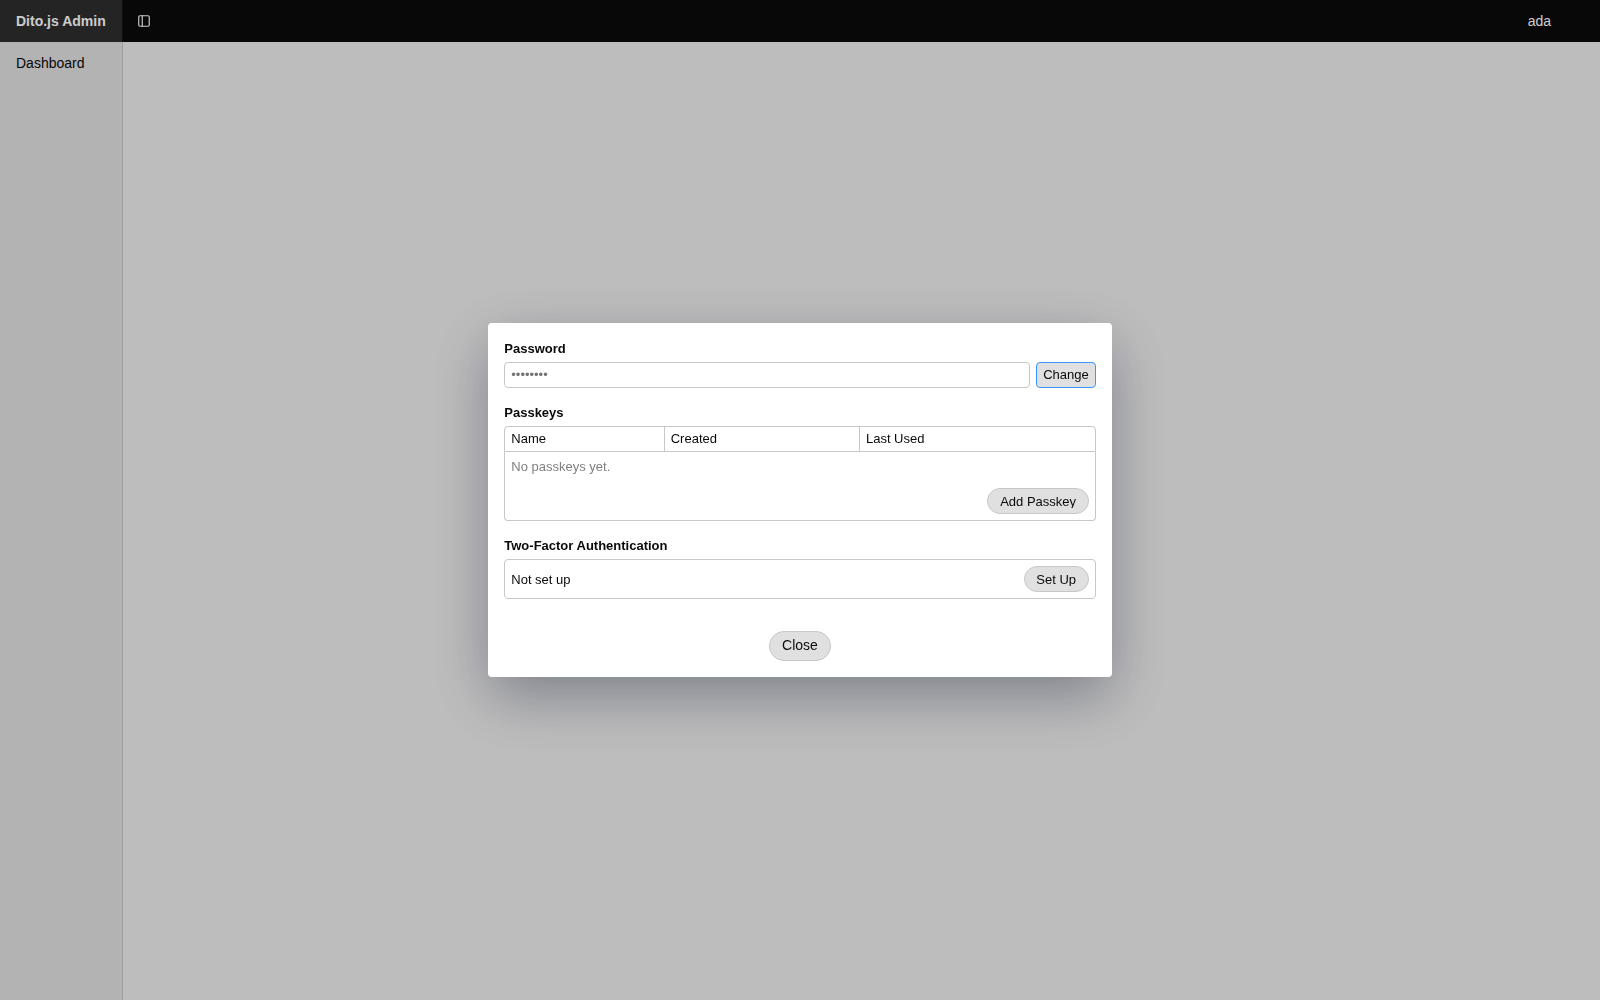 Dito.js Admin
ada
Dashboard
Password
••••••••
Change
Passkeys
Name Created Last Used
No passkeys yet.
Add Passkey
Two-Factor Authentication
Not set up
Set Up
Close